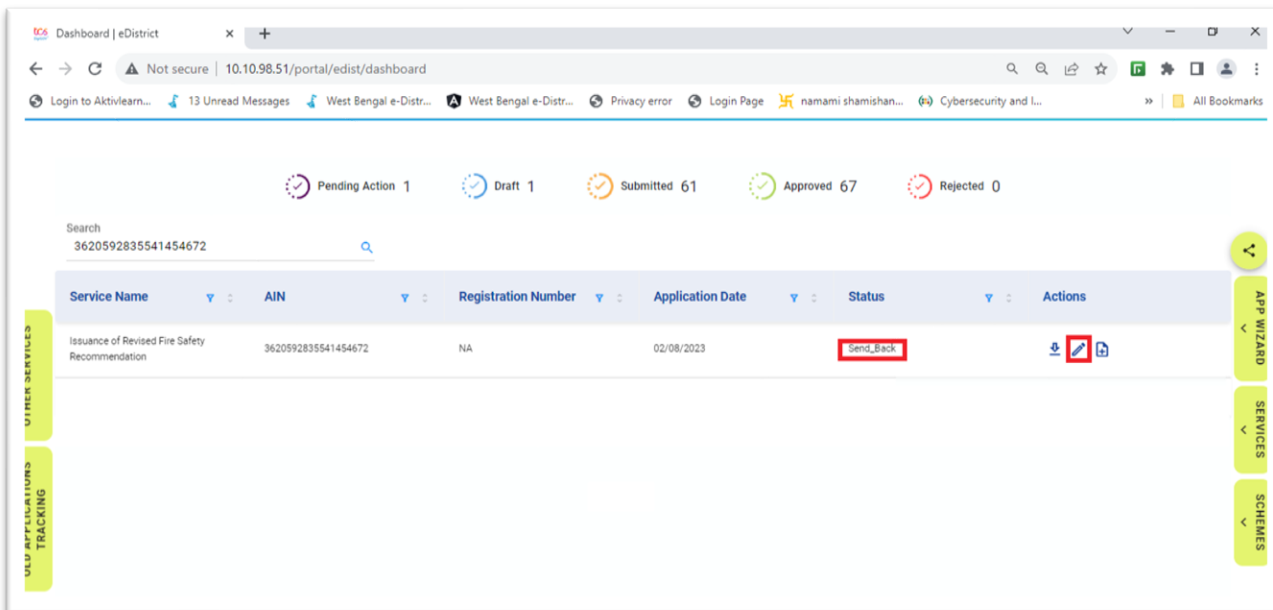 Dashboard | eDistrict
Not secure | 10.10.98.51/portal/edist/dashboard
Login to Aktivlearn... 13 Unread Messages West Bengal e-Distr... West Bengal e-Distr... Privacy error Login Page namami shamishan... Cybersecurity and I... » All Bookmarks
Pending Action 1 Draft 1 Submitted 61 Approved 67 Rejected 0
Search
3620592835541454672
Service Name AIN Registration Number Application Date Status Actions
Issuance of Revised Fire Safety
Recommendation
3620592835541454672 NA 02/08/2023 Send_Back
OTHER SERVICES
OLD APPLICATIONS
TRACKING
APP WIZARD
SERVICES
SCHEMES